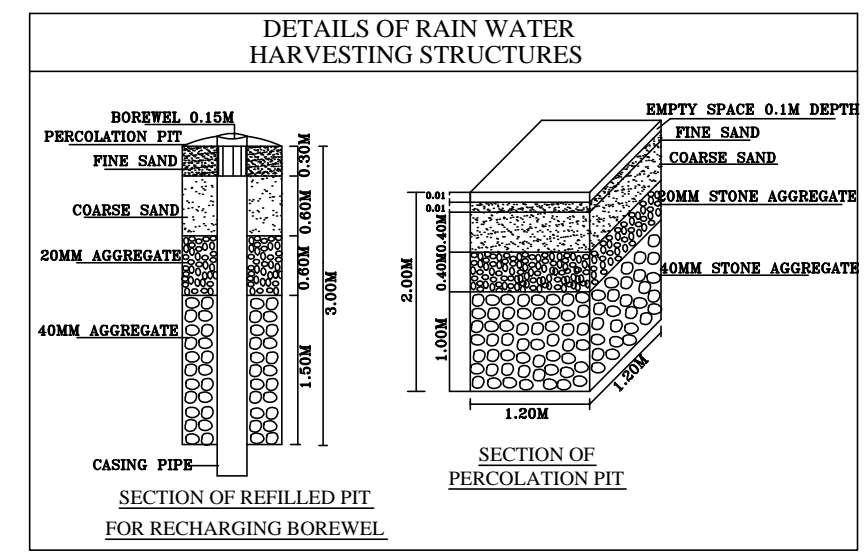 DETAILS OF RAIN WATER
HARVESTING STRUCTURES
BOREWEL 0.15M
PERCOLATION PIT
FINE SAND
COARSE SAND
20MM AGGREGATE
40MM AGGREGATE
CASING PIPE
0.30M
0.60M
0.60M
1.50M
3.00M
SECTION OF REFILLED PIT
FOR RECHARGING BOREWEL
EMPTY SPACE 0.1M DEPTH
FINE SAND
COARSE SAND
20MM STONE AGGREGATE
40MM STONE AGGREGATE
0.01
0.01
0.40M
0.40M
1.00M
2.00M
1.20M
1.20M
SECTION OF
PERCOLATION PIT